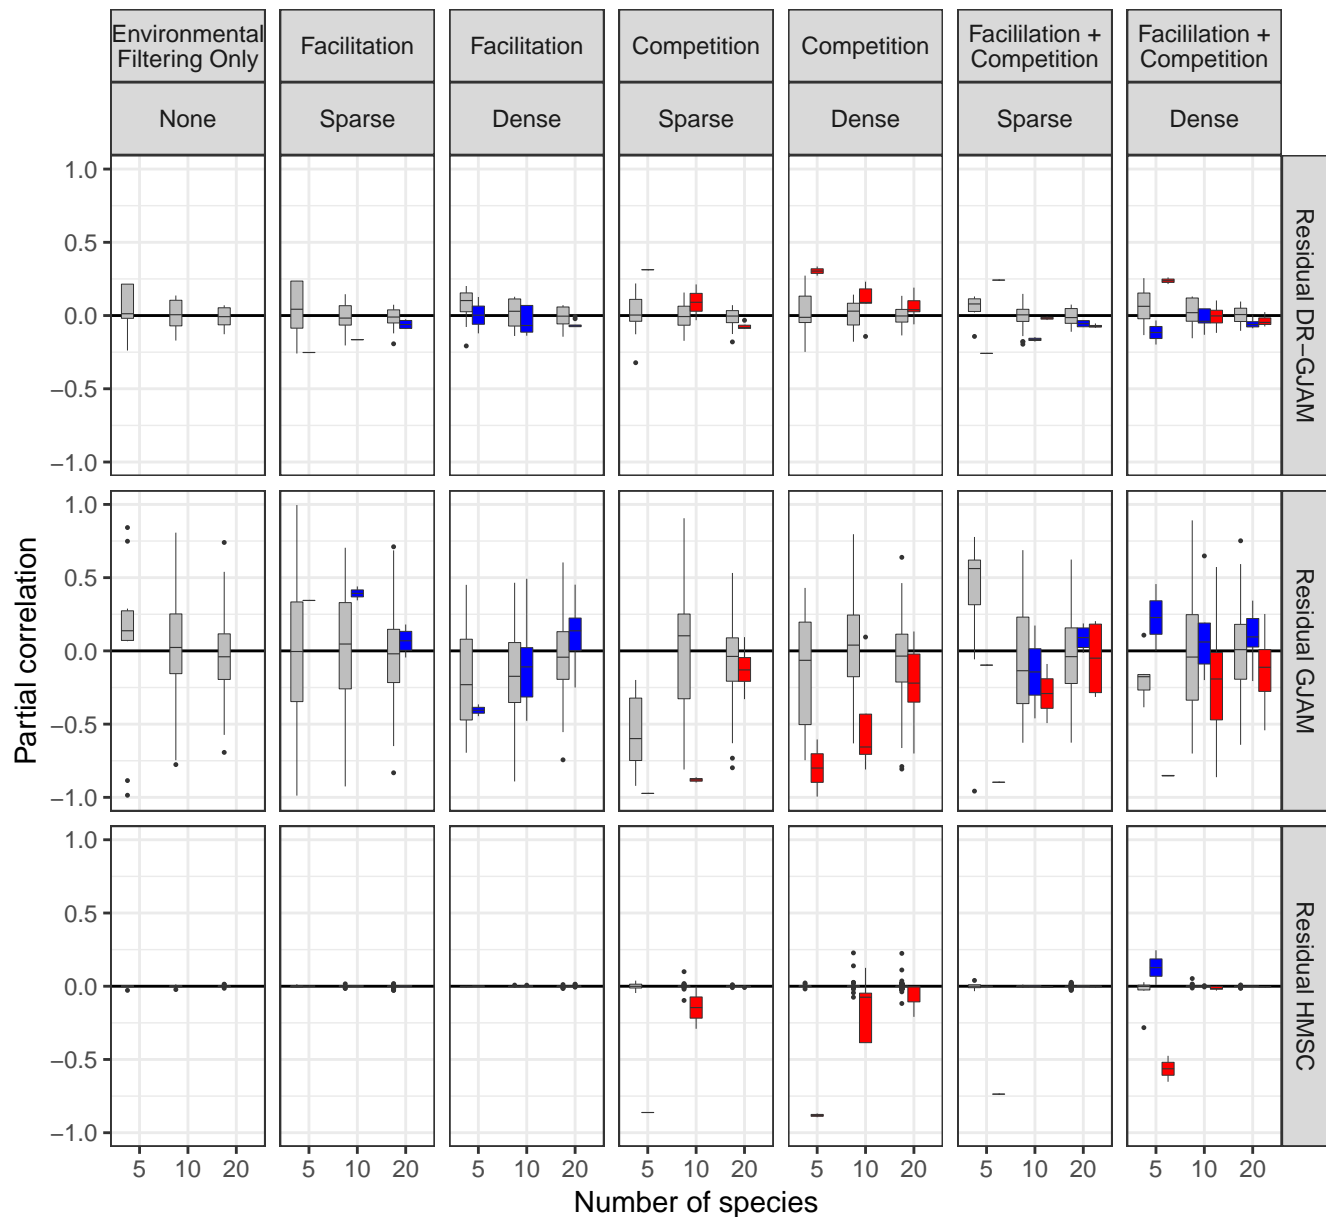 Environmental
Filtering Only
Facilitation
Facilitation
Competition
Competition
Facililation +
Competition
Facililation +
Competition
None
Sparse
Dense
Sparse
Dense
Sparse
Dense
1.0
0.5
0.0
−0.5
−1.0
Residual DR−GJAM
1.0
0.5
0.0
−0.5
−1.0
Residual GJAM
1.0
0.5
0.0
−0.5
−1.0
Residual HMSC
Partial correlation
5 10 20
5 10 20
5 10 20
5 10 20
5 10 20
5 10 20
5 10 20
Number of species